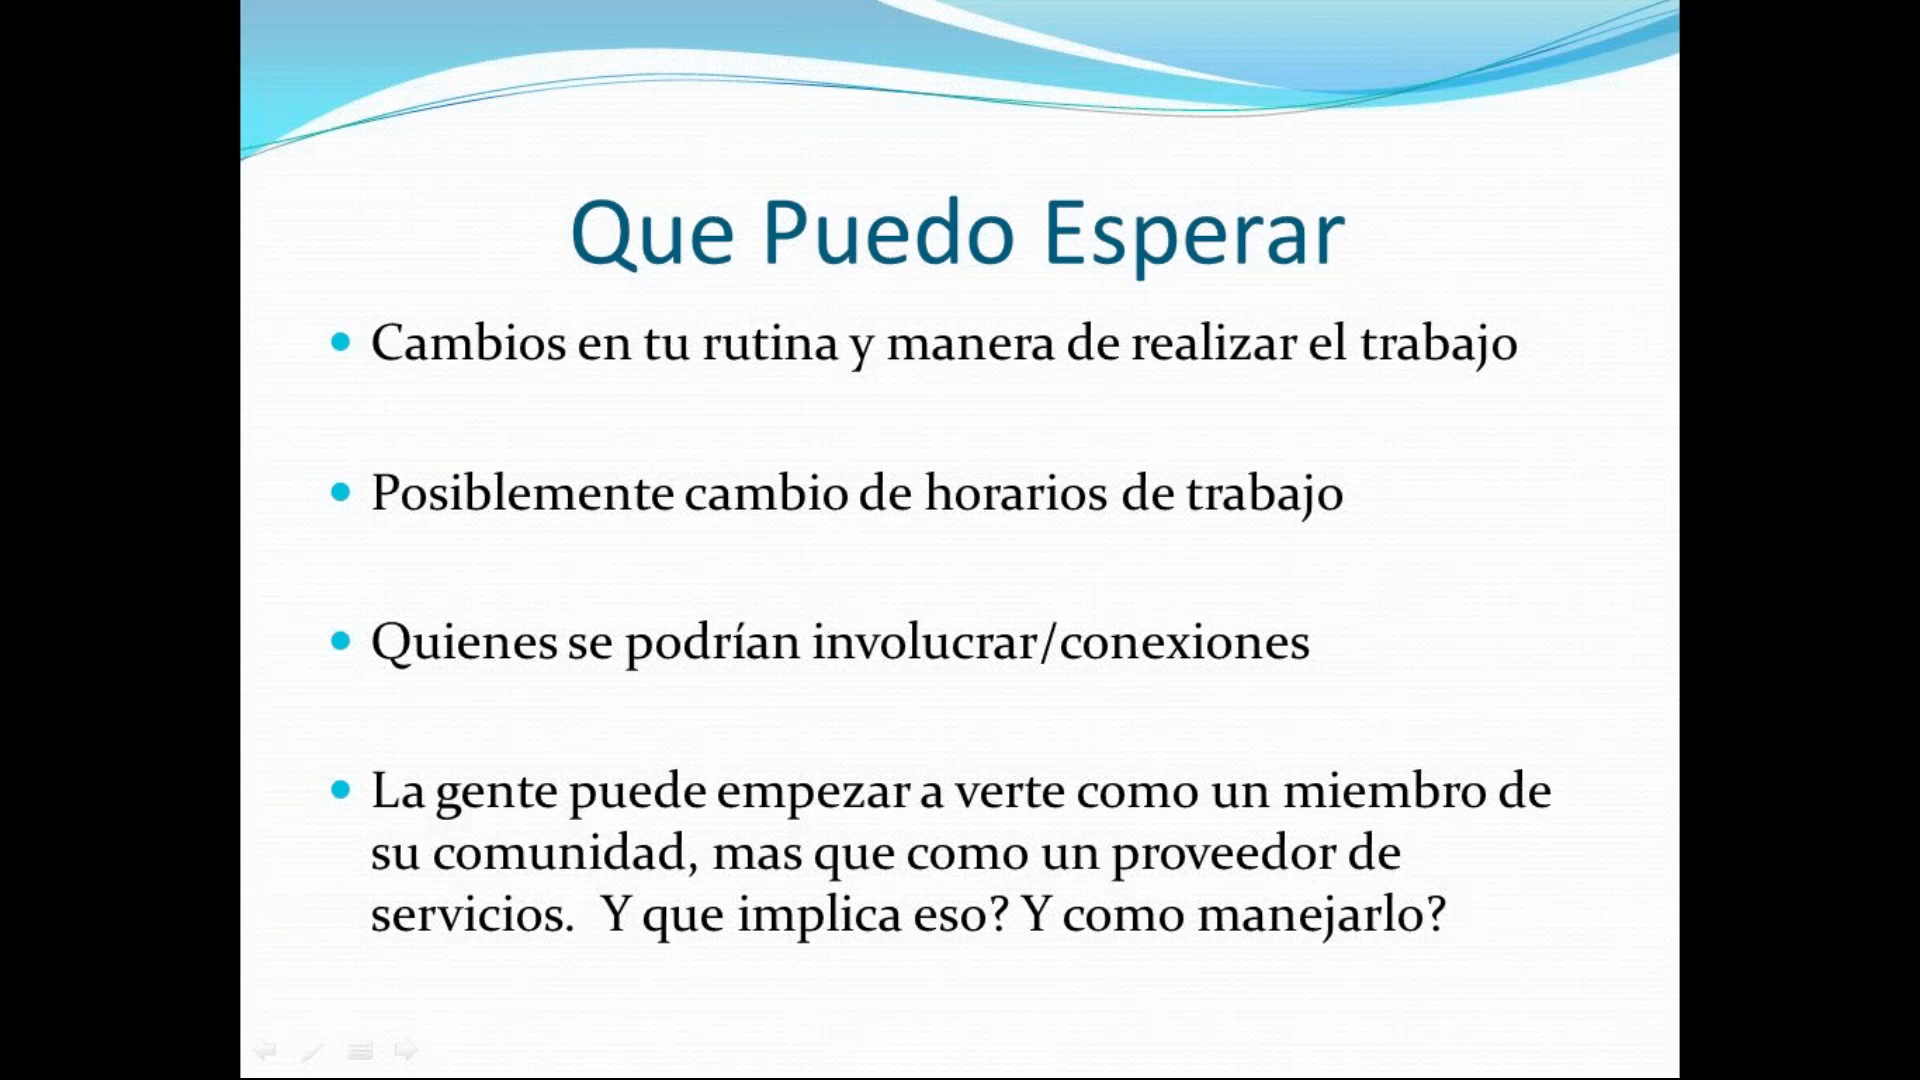 Que Puedo Esperar
Cambios en tu rutina y manera de realizar el trabajo
Posiblemente cambio de horarios de trabajo
Quienes se podrían involucrar/conexiones
La gente puede empezar a verte como un miembro de
su comunidad, mas que como un proveedor de
servicios.  Y que implica eso? Y como manejarlo?